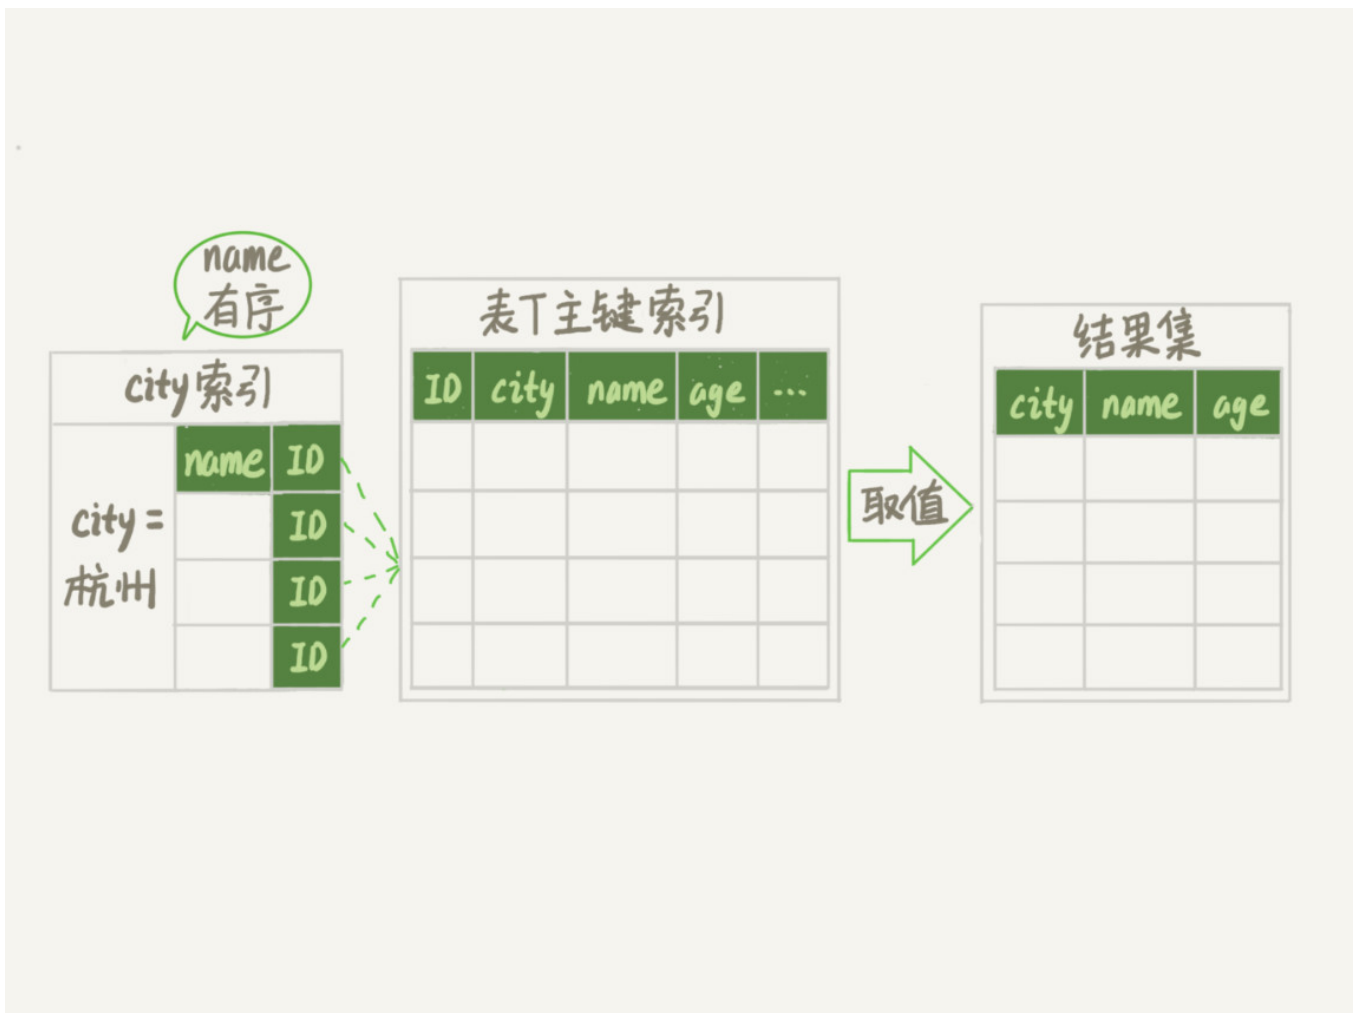 name
有序
city索引
name ID
city=
杭州
ID
ID
ID
表T主键索引
ID city name age ...
取值
结果集
city name age